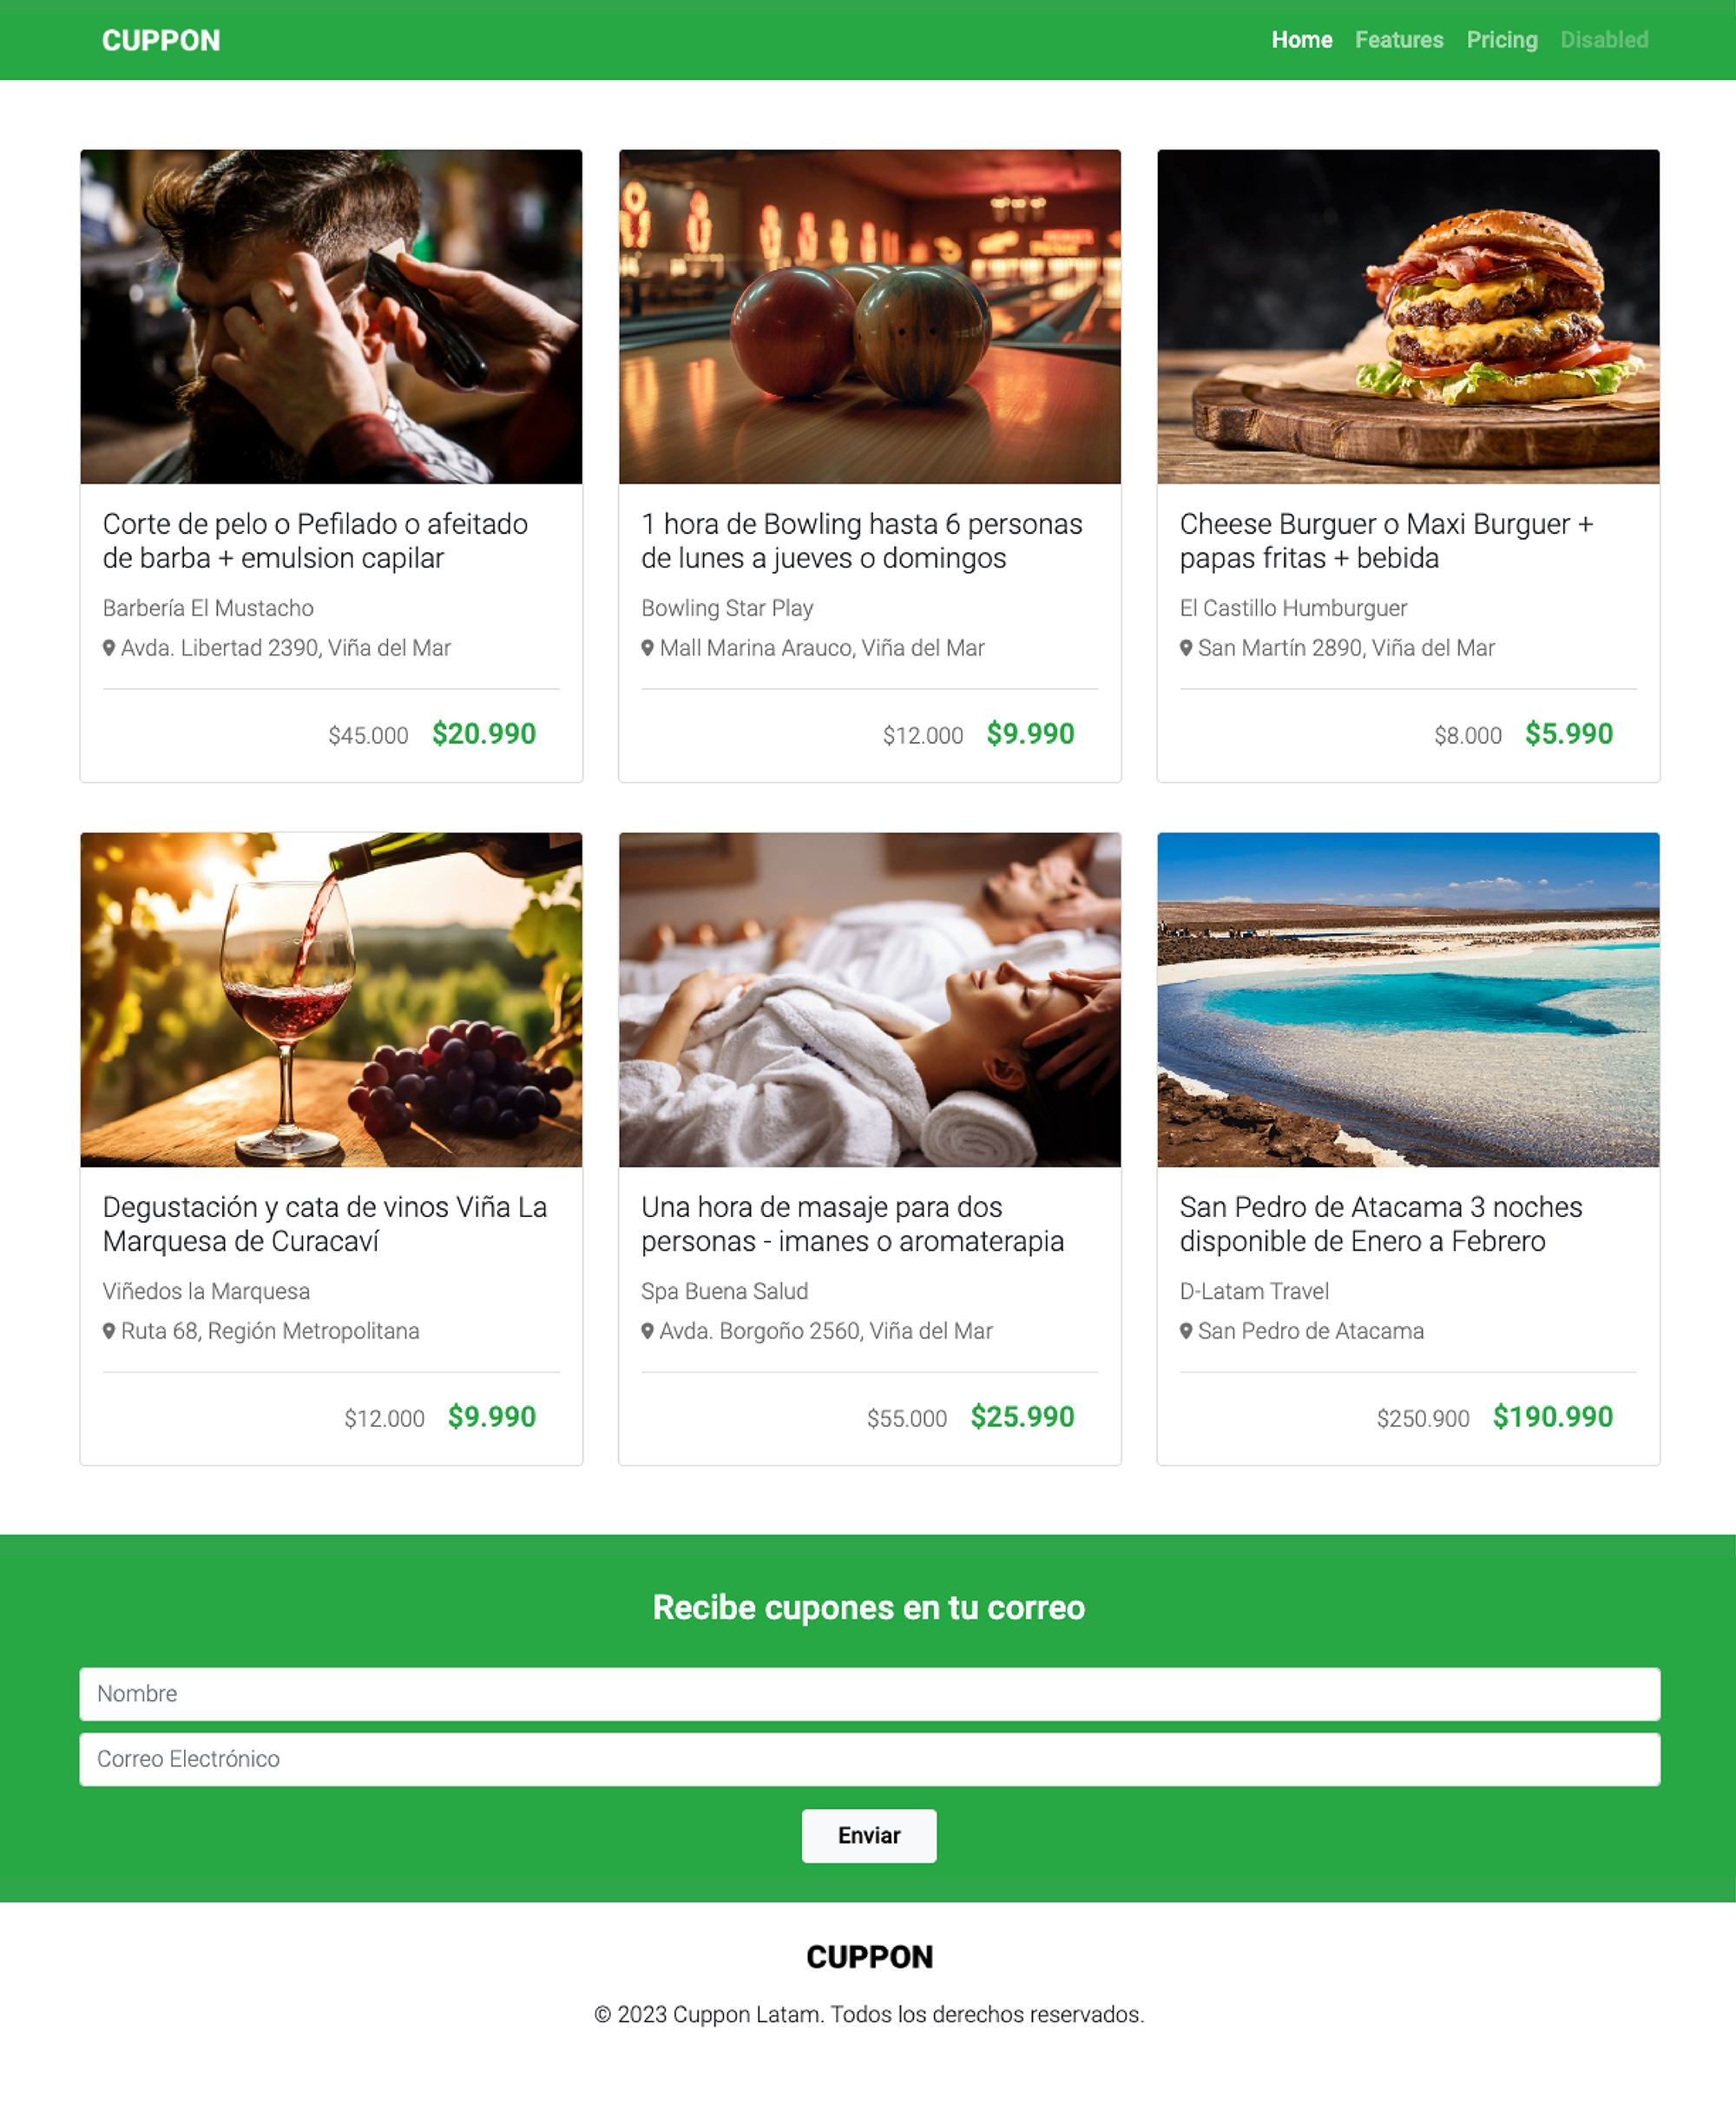 CUPPON
Home Features Pricing Disabled
Corte de pelo o Pefilado o afeitado
de barba + emulsion capilar
Barbería El Mustacho
Avda. Libertad 2390, Viña del Mar
$45.000 $20.990
1 hora de Bowling hasta 6 personas
de lunes a jueves o domingos
Bowling Star Play
Mall Marina Arauco, Viña del Mar
$12.000 $9.990
Cheese Burguer o Maxi Burguer +
papas fritas + bebida
El Castillo Humburguer
San Martín 2890, Viña del Mar
$8.000 $5.990
Degustación y cata de vinos Viña La
Marquesa de Curacaví
Viñedos la Marquesa
Ruta 68, Región Metropolitana
$12.000 $9.990
Una hora de masaje para dos
personas - imanes o aromaterapia
Spa Buena Salud
Avda. Borgoño 2560, Viña del Mar
$55.000 $25.990
San Pedro de Atacama 3 noches
disponible de Enero a Febrero
D-Latam Travel
San Pedro de Atacama
$250.900 $190.990
Recibe cupones en tu correo
Nombre
Correo Electrónico
Enviar
CUPPON
© 2023 Cuppon Latam. Todos los derechos reservados.